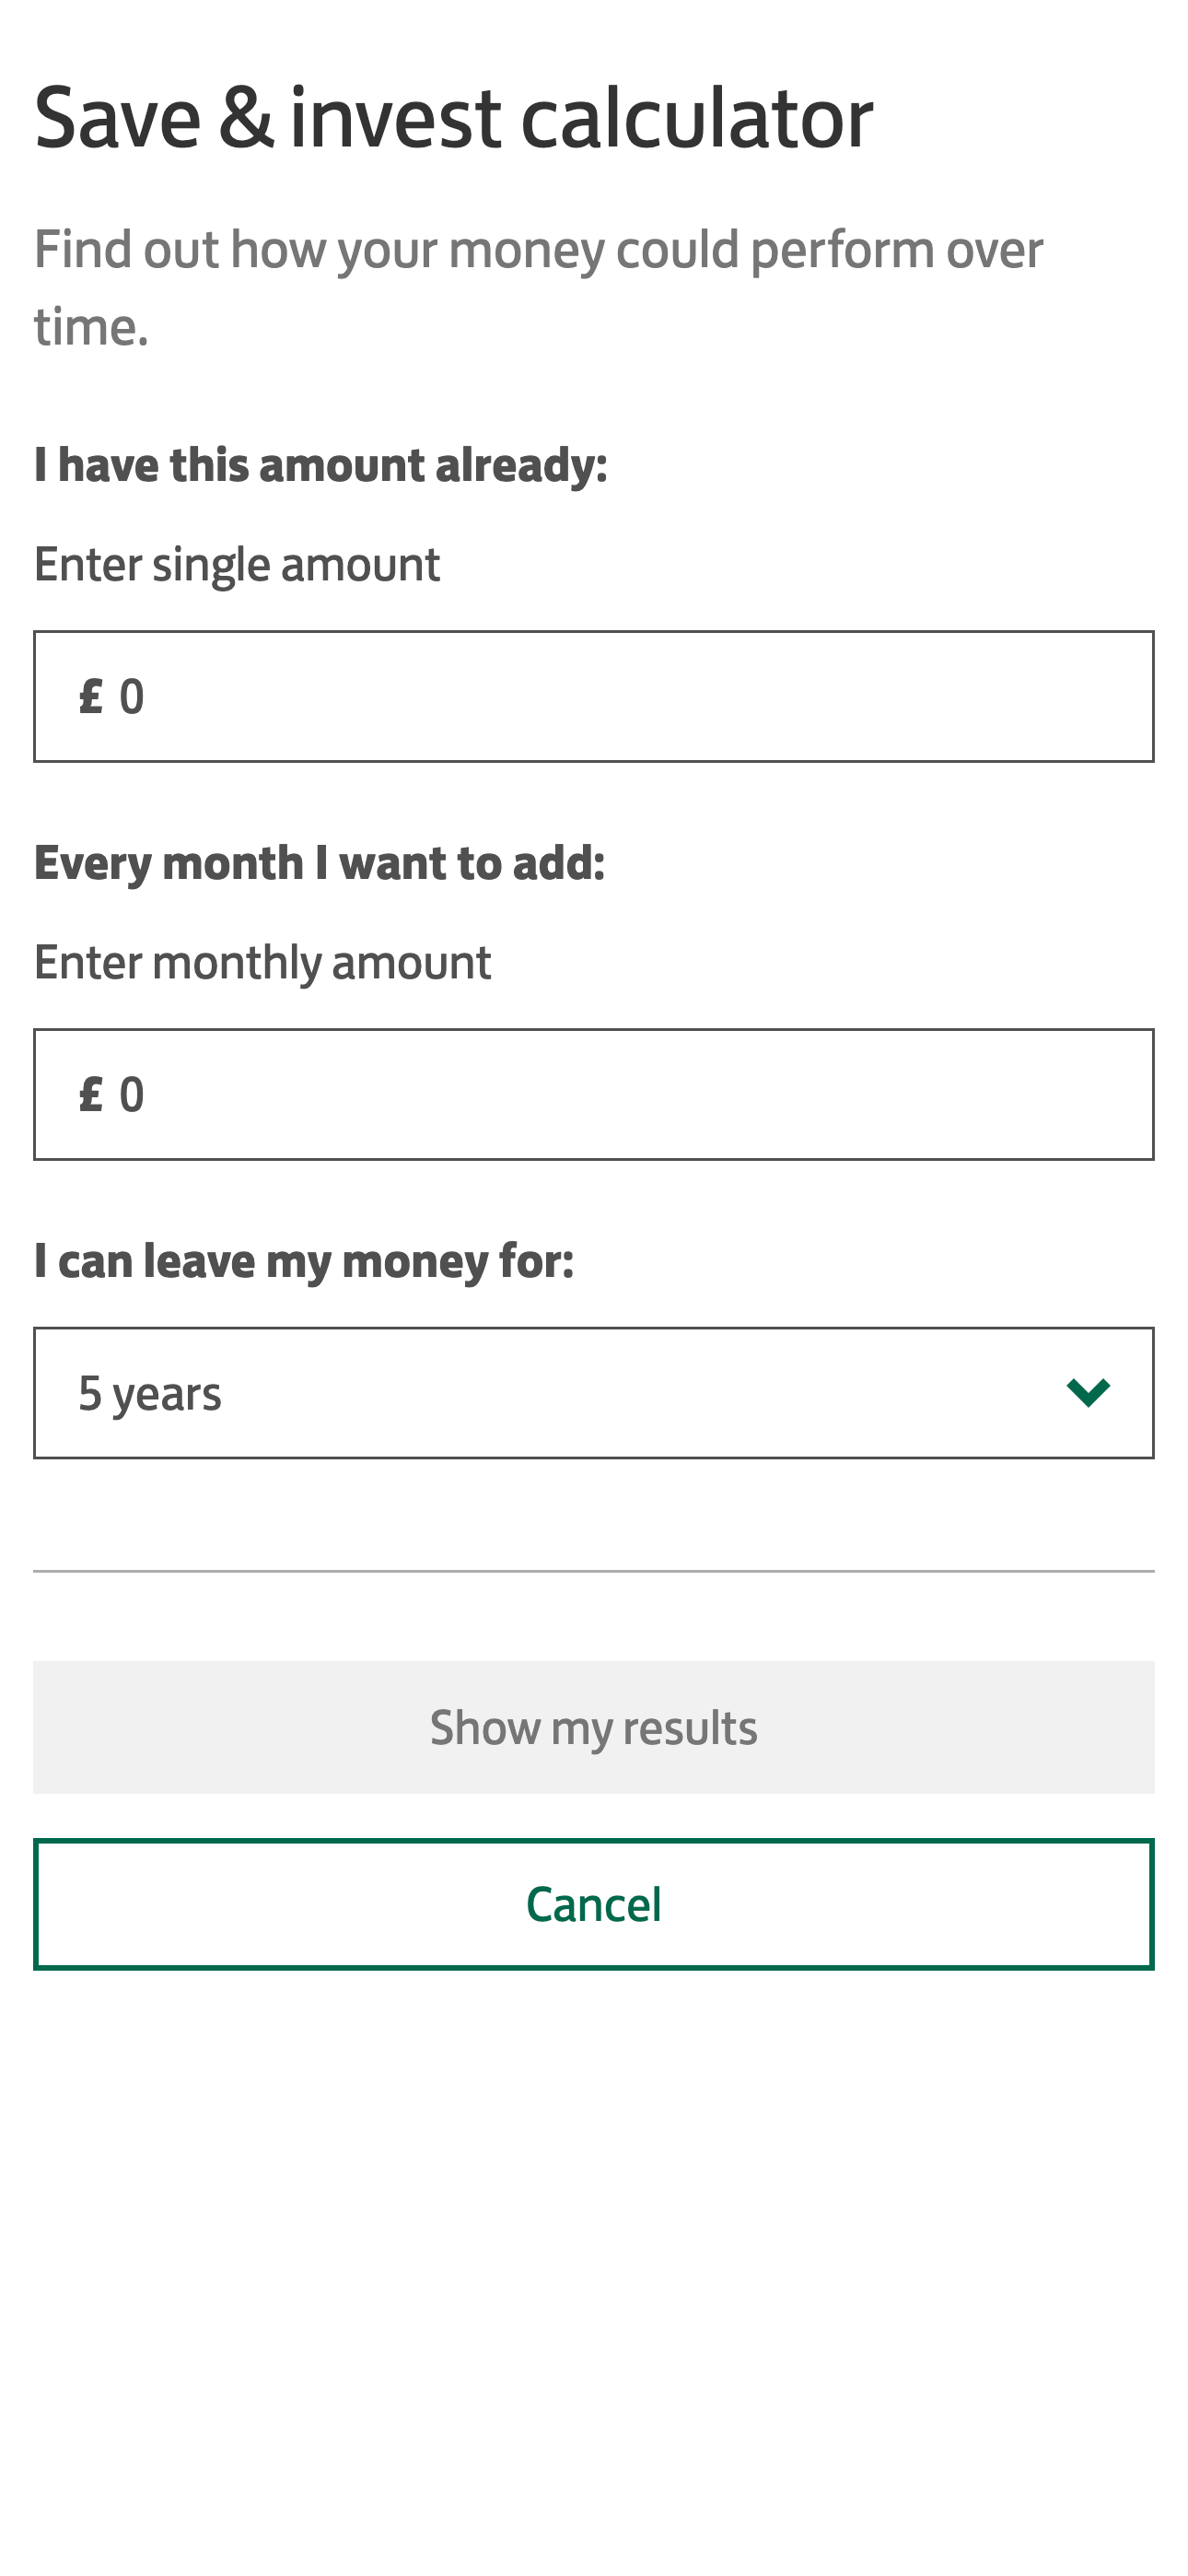 Save & invest calculator
Find out how your money could perform over
time.
I have this amount already:
Enter single amount
£ 0
Every month I want to add:
Enter monthly amount
£ 0
I can leave my money for:
5 years
Show my results
Cancel